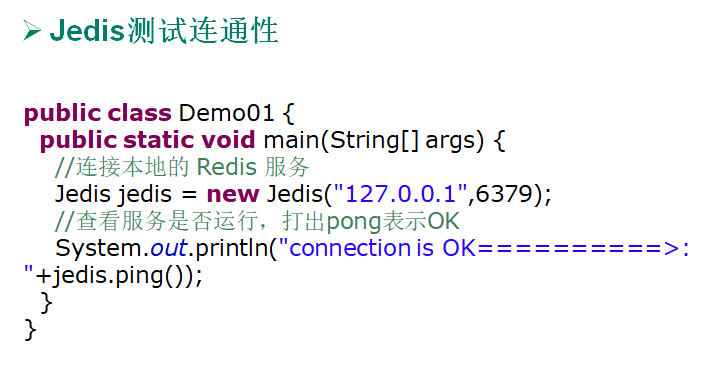 ➢ Jedis测试连通性
public class Demo01 {
public static void main(String[] args) {
//连接本地的 Redis 服务
Jedis jedis = new Jedis("127.0.0.1",6379);
//查看服务是否运行，打出pong表示OK
System.out.println("connection is OK==========>:
"+jedis.ping());
}
}